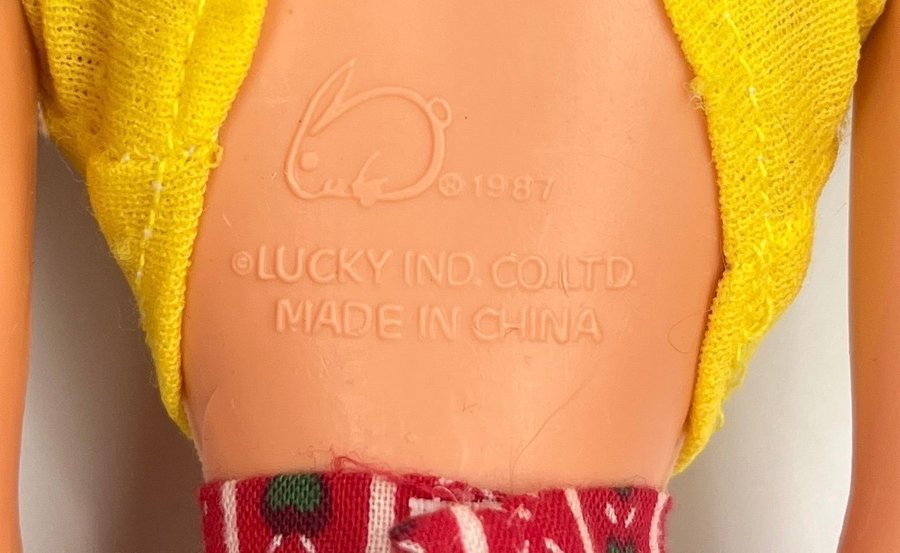 ® 1987
©LUCKY IND. CO. LTD.
MADE IN CHINA